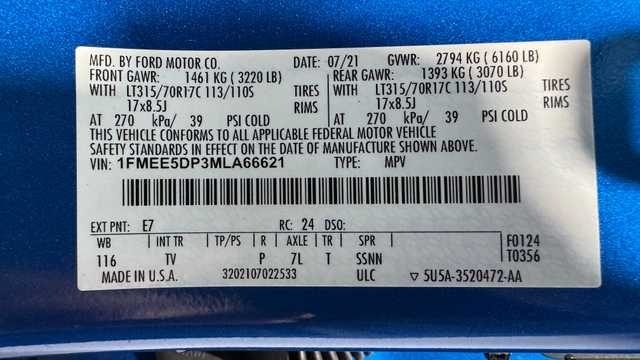 MFD. BY FORD MOTOR CO. DATE: 07/21 GVWR: 2794 KG ( 6160 LB)
FRONT GAWR: 1461 KG ( 3220 LB) REAR GAWR: 1393 KG ( 3070 LB)
WITH LT315/70R17C 113/110S TIRES WITH LT315/70R17C 113/110S TIRES
17x8.5J RIMS 17x8.5J RIMS
AT 270 kPa/ 39 PSI COLD AT 270 kPa/ 39 PSI COLD
THIS VEHICLE CONFORMS TO ALL APPLICABLE FEDERAL MOTOR VEHICLE
SAFETY STANDARDS IN EFFECT ON THE DATE OF MANUFACTURE SHOWN ABOVE.
VIN: 1FMEE5DP3MLA66621 TYPE: MPV
EXT PNT: E7 RC: 24 DSO:
WB INT TR TP/PS R AXLE TR SPR F0124
116 TV P 7L T SSNN T0356
MADE IN U.S.A. 3202107022533 ULC ▽ 5U5A-3520472-AA